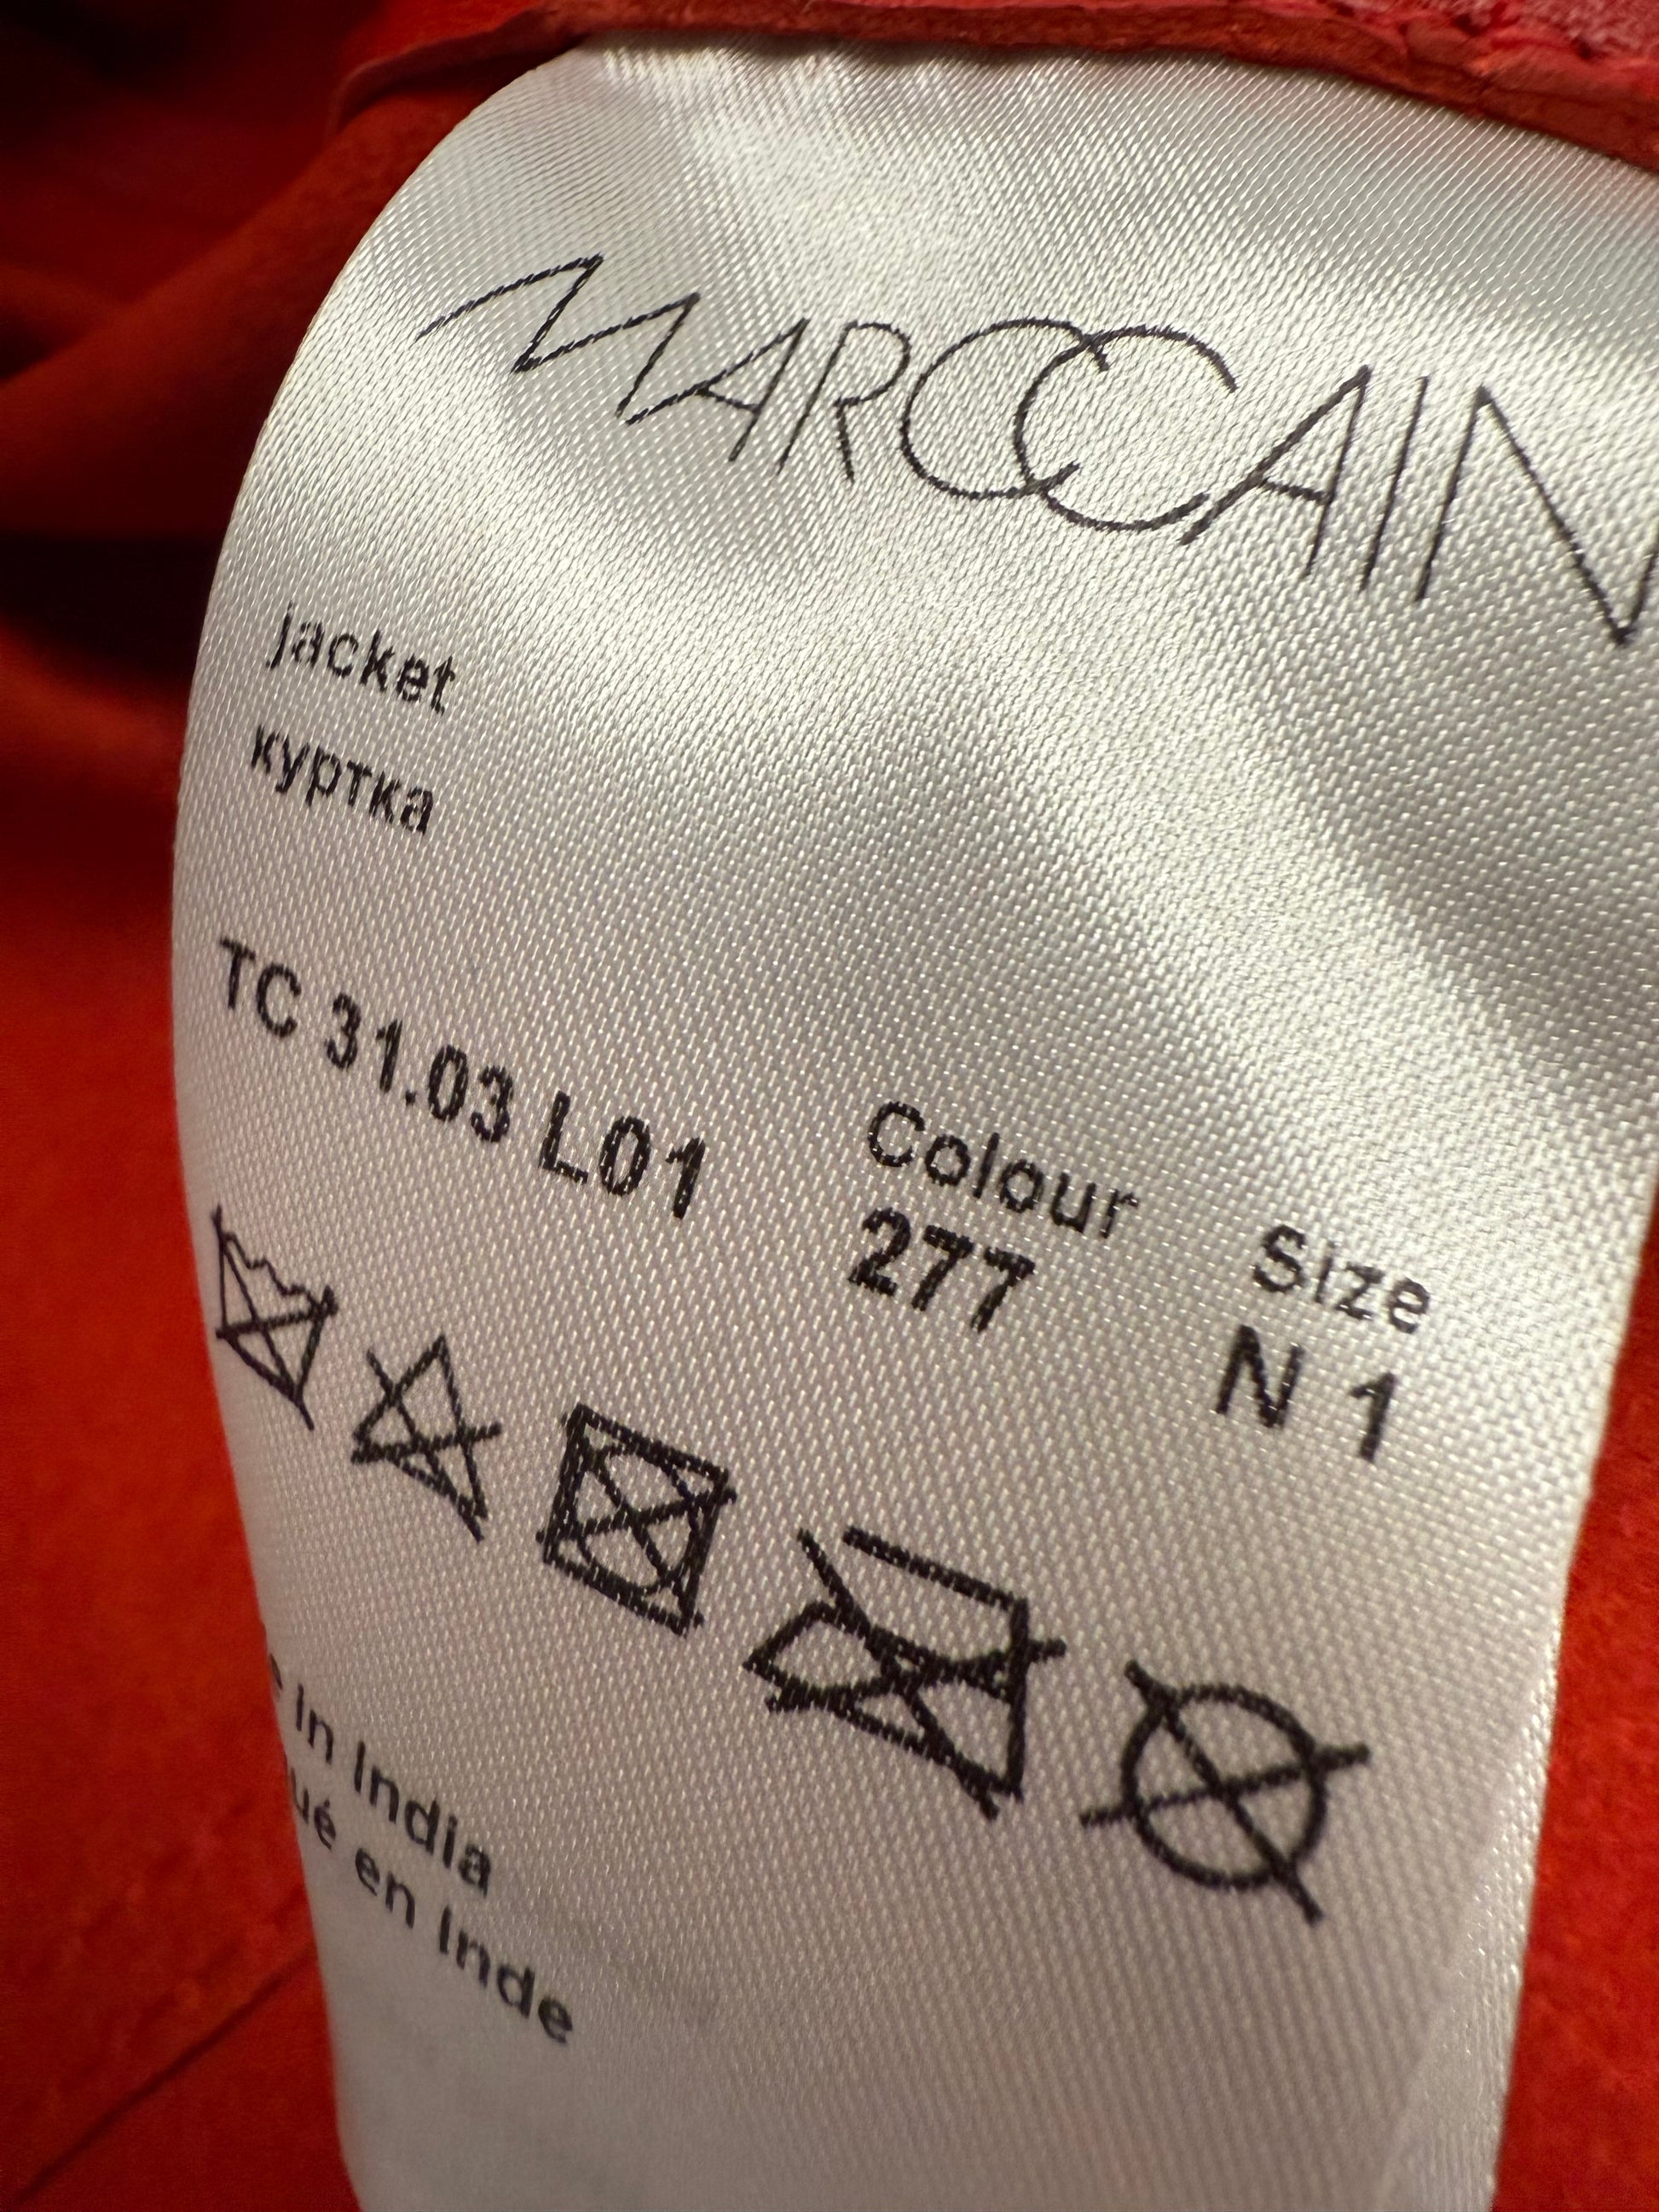 MARCCAIN
jacket
куртка
TC 31.03 L01 Colour Size
277 N 1
e in India
ué en Inde